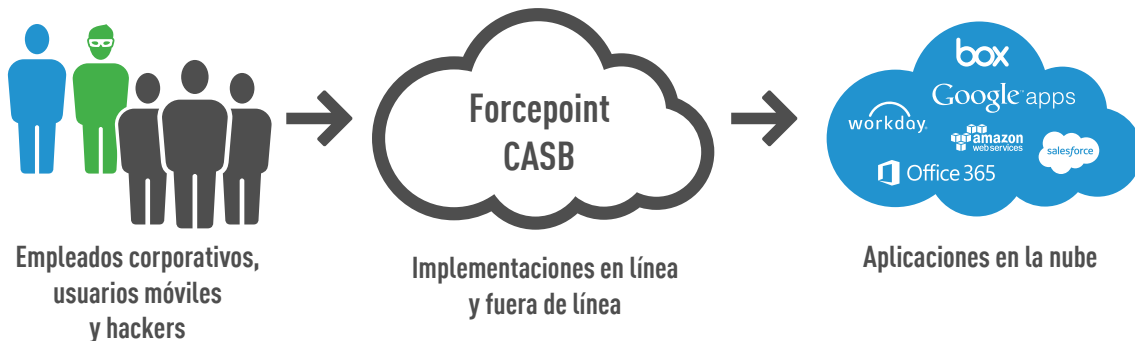 Empleados corporativos,
usuarios móviles
y hackers
Forcepoint
CASB
Implementaciones en línea
y fuera de línea
box
Google apps
workday.
amazon
web services
salesforce
Office 365
Aplicaciones en la nube